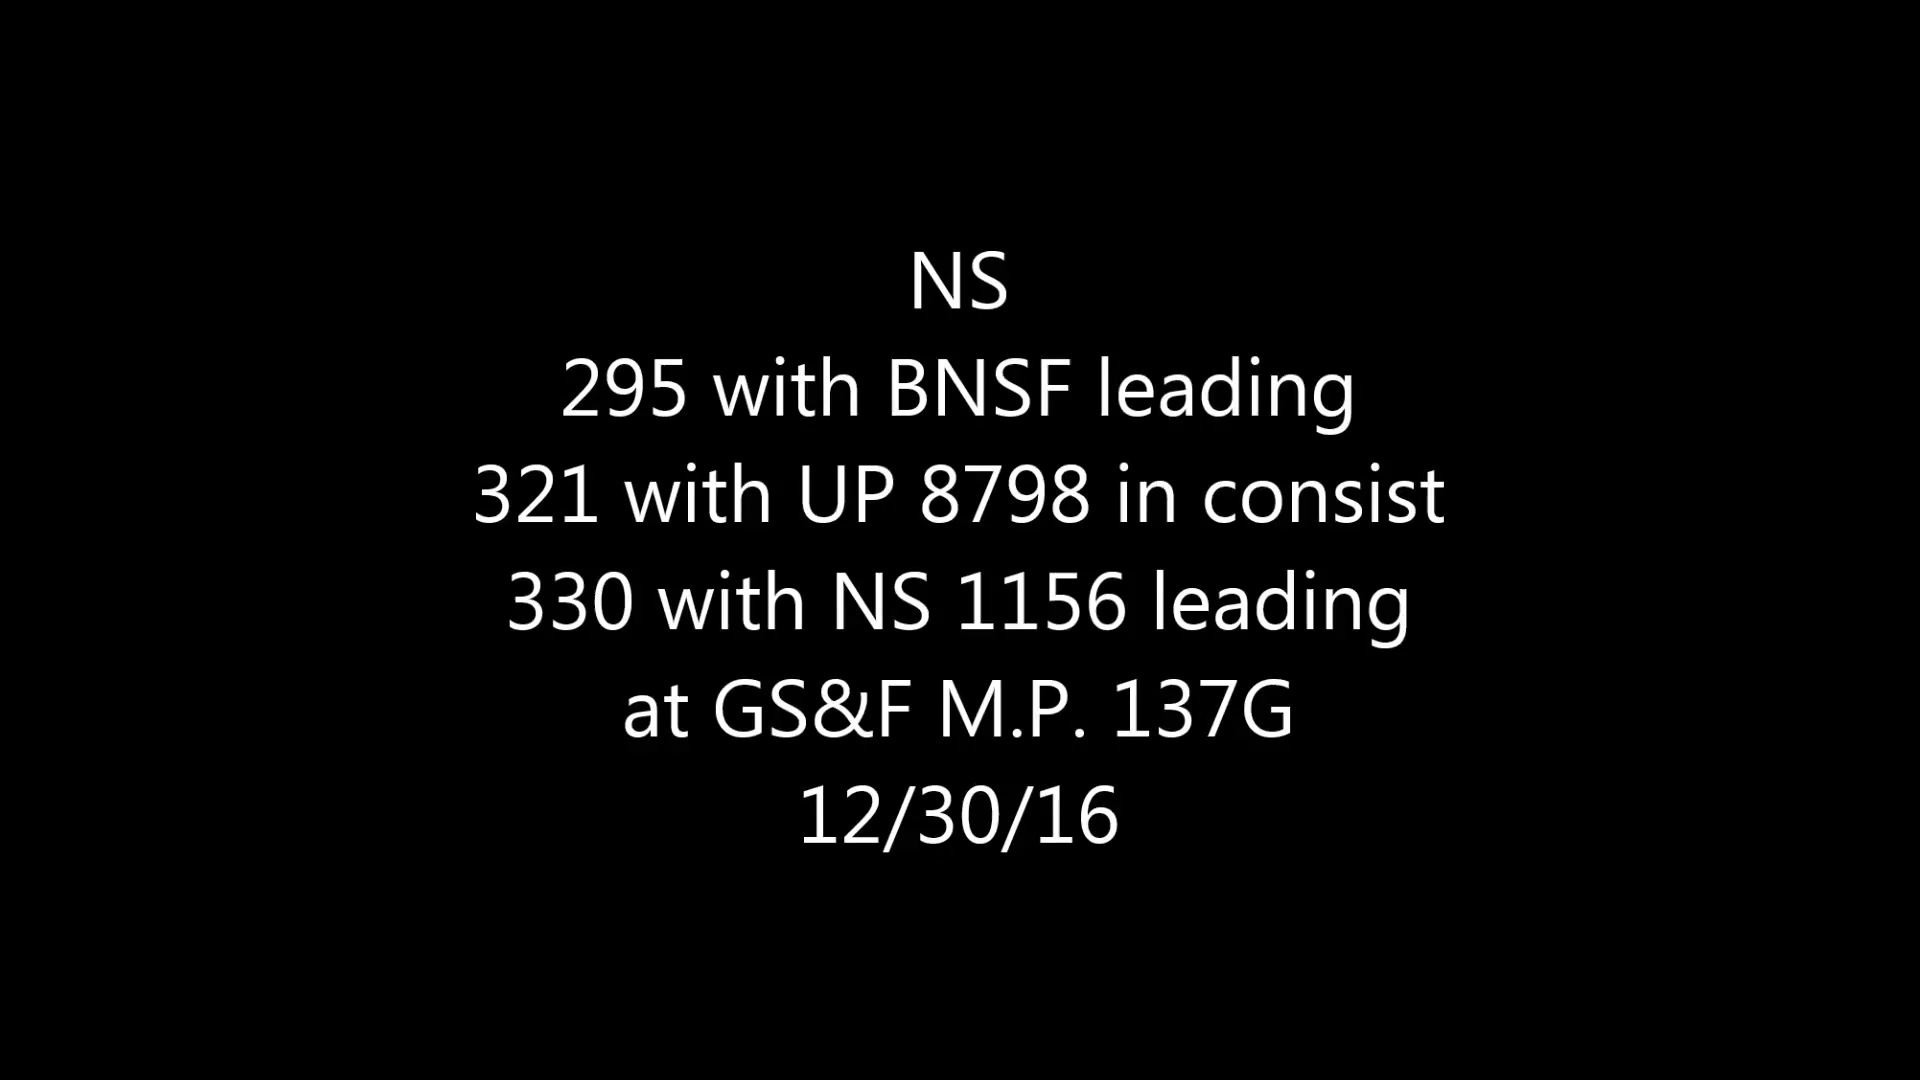 NS
295 with BNSF leading
321 with UP 8798 in consist
330 with NS 1156 leading
at GS&F M.P. 137G
12/30/16